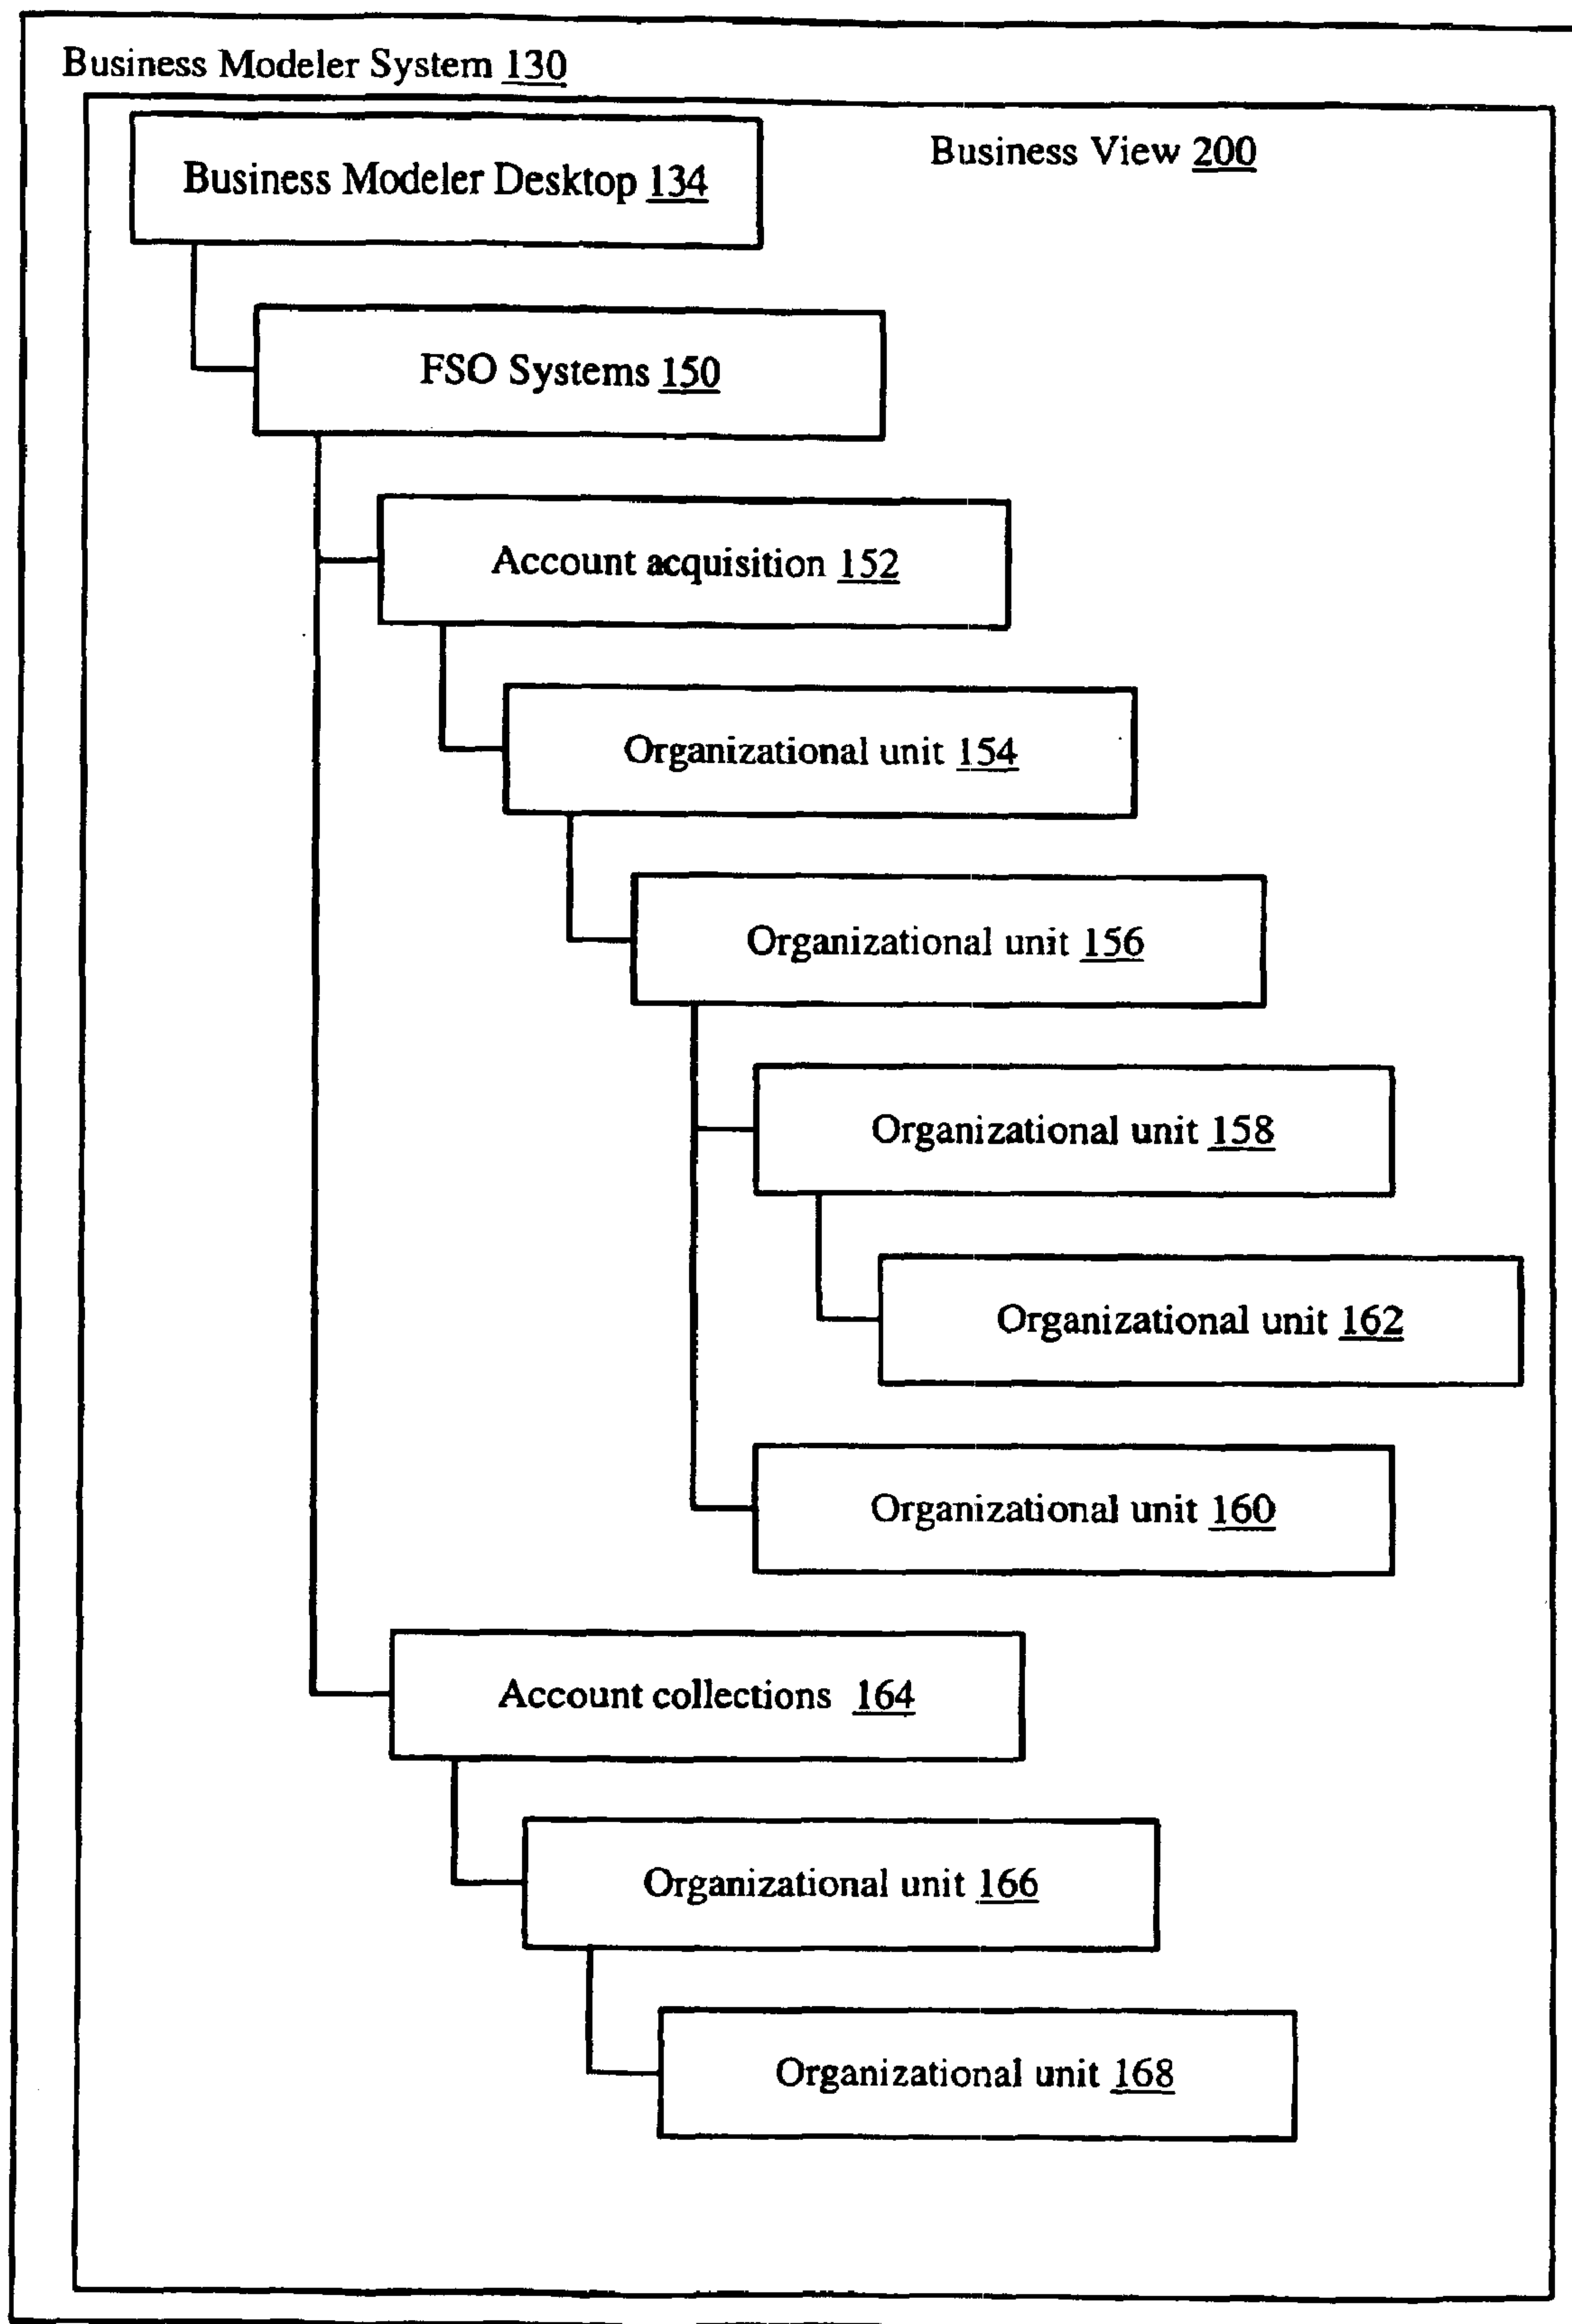 Business Modeler System 130
Business View 200
Business Modeler Desktop 134
FSO Systems 150
Account acquisition 152
Organizational unit 154
Organizational unit 156
Organizational unit 158
Organizational unit 162
Organizational unit 160
Account collections 164
Organizational unit 166
Organizational unit 168